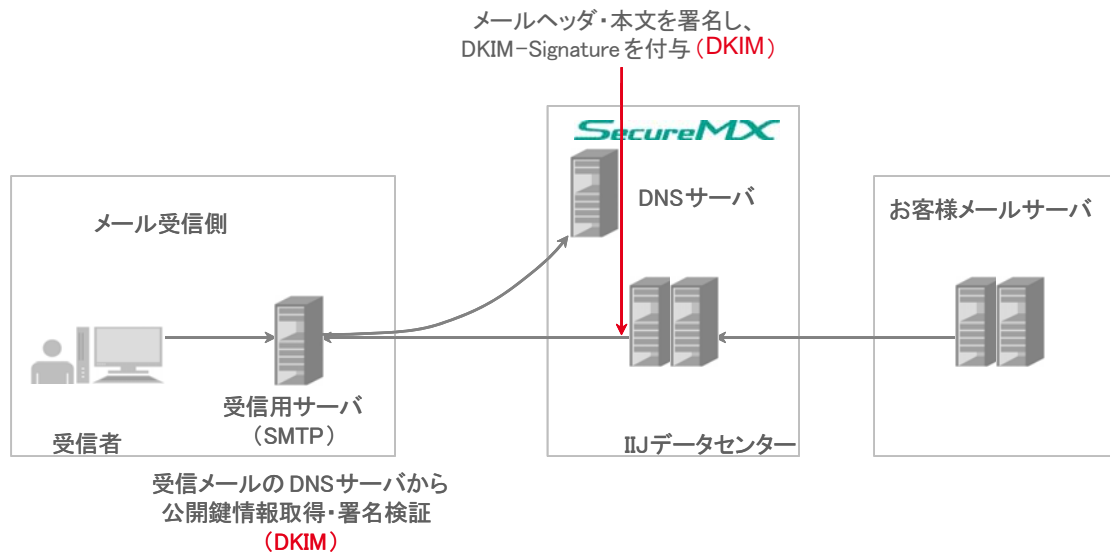 メールヘッダ・本文を署名し、
DKIM-Signatureを付与(DKIM)
SecureMX
DNSサーバ
メール受信側
お客様メールサーバ
受信用サーバ
(SMTP)
受信者
IIJデータセンター
受信メールの DNSサーバから
公開鍵情報取得・署名検証
(DKIM)